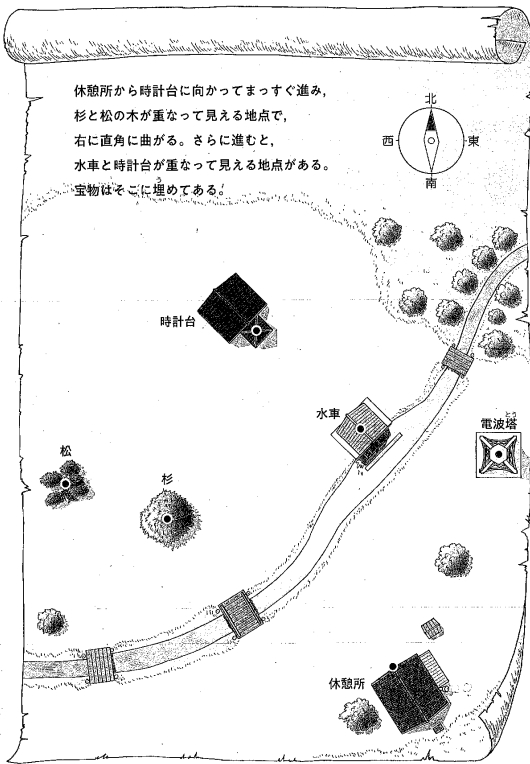 休憩所から時計台に向かってまっすぐ進み，
杉と松の木が重なって見える地点で，
右に直角に曲がる。さらに進むと，
水車と時計台が重なって見える地点がある。
宝物はそこに埋めてある。
う
北
西
東
南
時計台
水車
電波塔
とう
松
杉
休憩所